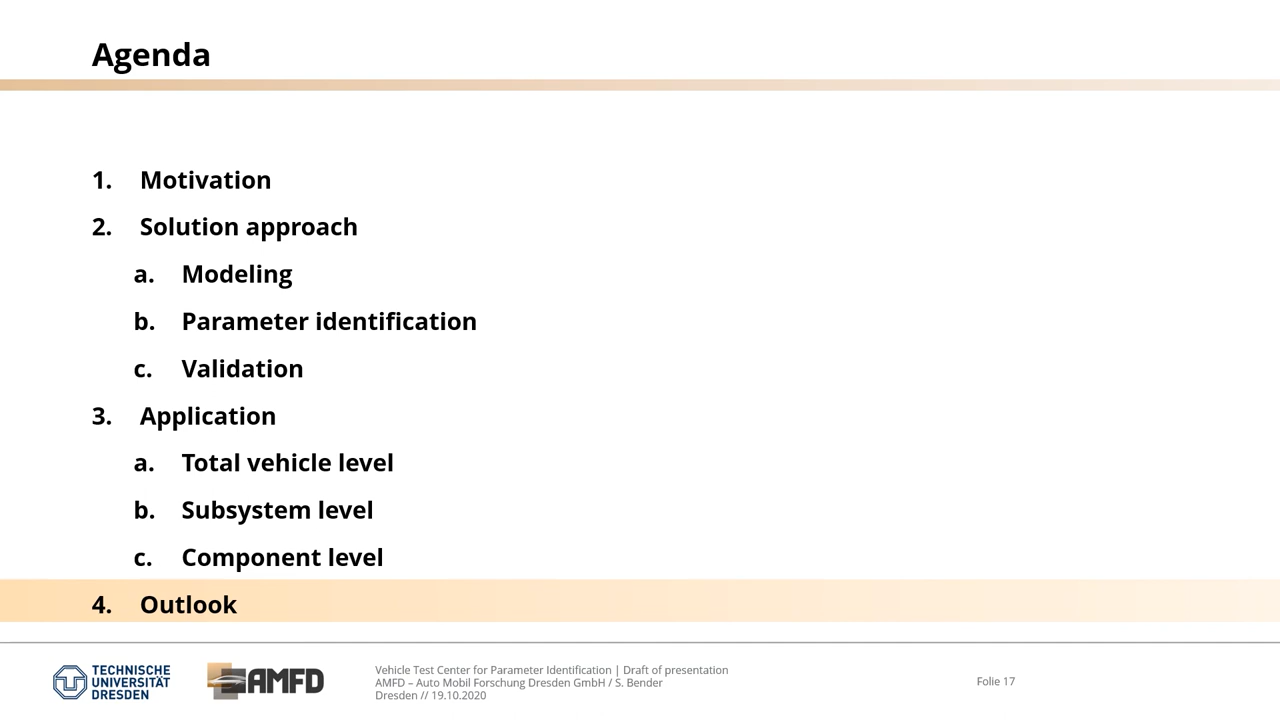 Agenda
1. Motivation
2. Solution approach
a. Modeling
b. Parameter identification
c. Validation
3. Application
a. Total vehicle level
b. Subsystem level
c. Component level
4. Outlook
TECHNISCHE
UNIVERSITÄT
DRESDEN
AMFD
Vehicle Test Center for Parameter Identification | Draft of presentation
AMFD – Auto Mobil Forschung Dresden GmbH / S. Bender
Dresden // 19.10.2020
Folie 17